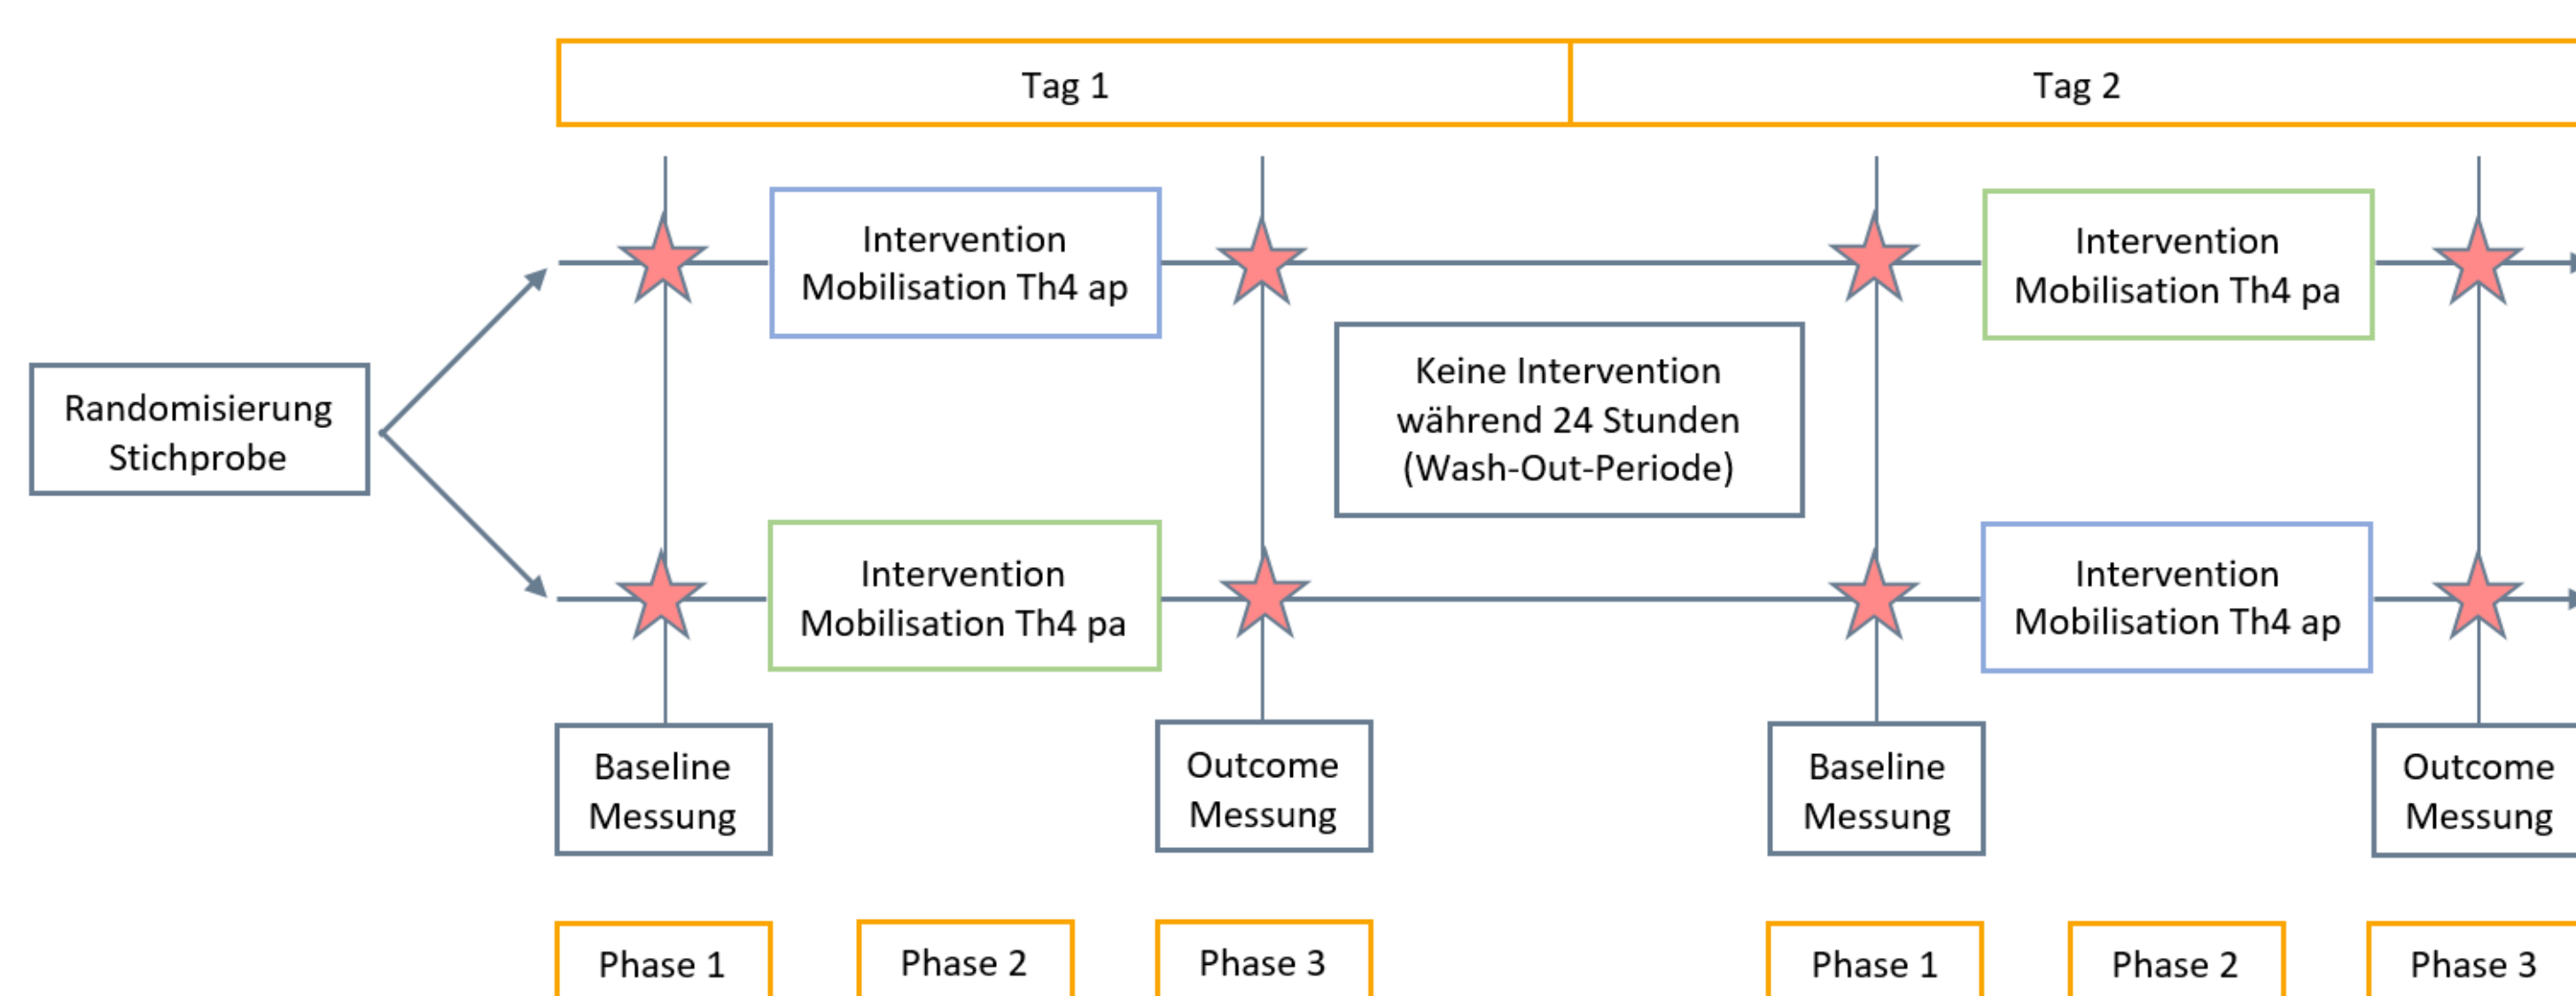 Tag 1
Tag 2
Intervention
Mobilisation Th4 ap
Intervention
Mobilisation Th4 pa
Keine Intervention
während 24 Stunden
(Wash-Out-Periode)
Randomisierung
Stichprobe
Intervention
Mobilisation Th4 pa
Intervention
Mobilisation Th4 ap
Baseline
Messung
Outcome
Messung
Baseline
Messung
Outcome
Messung
Phase 1
Phase 2
Phase 3
Phase 1
Phase 2
Phase 3